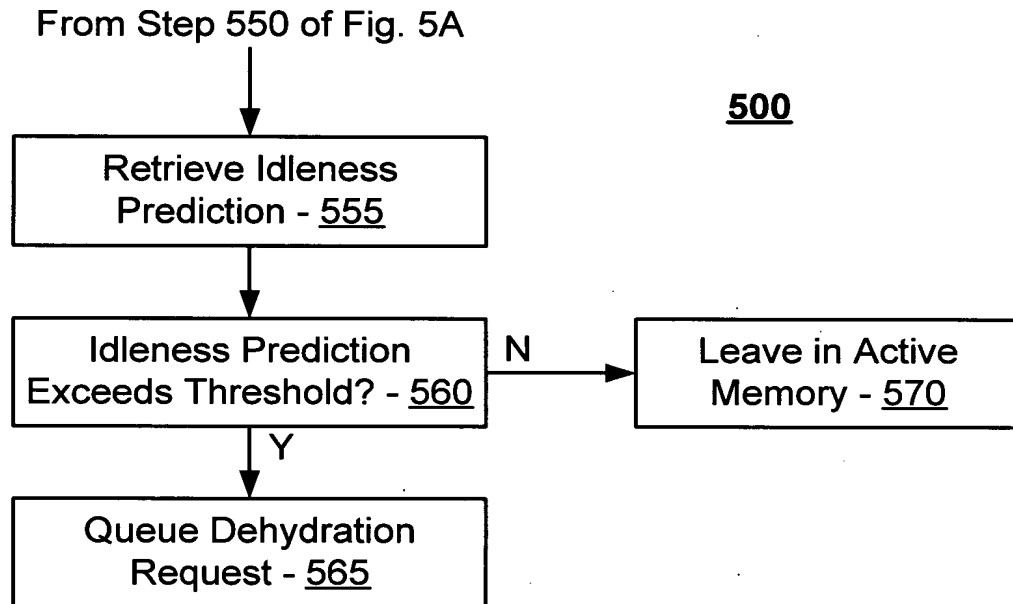 From Step 550 of Fig. 5A
500
Retrieve Idleness
Prediction - 555
Idleness Prediction
Exceeds Threshold? - 560
N
Leave in Active
Memory - 570
Y
Queue Dehydration
Request - 565